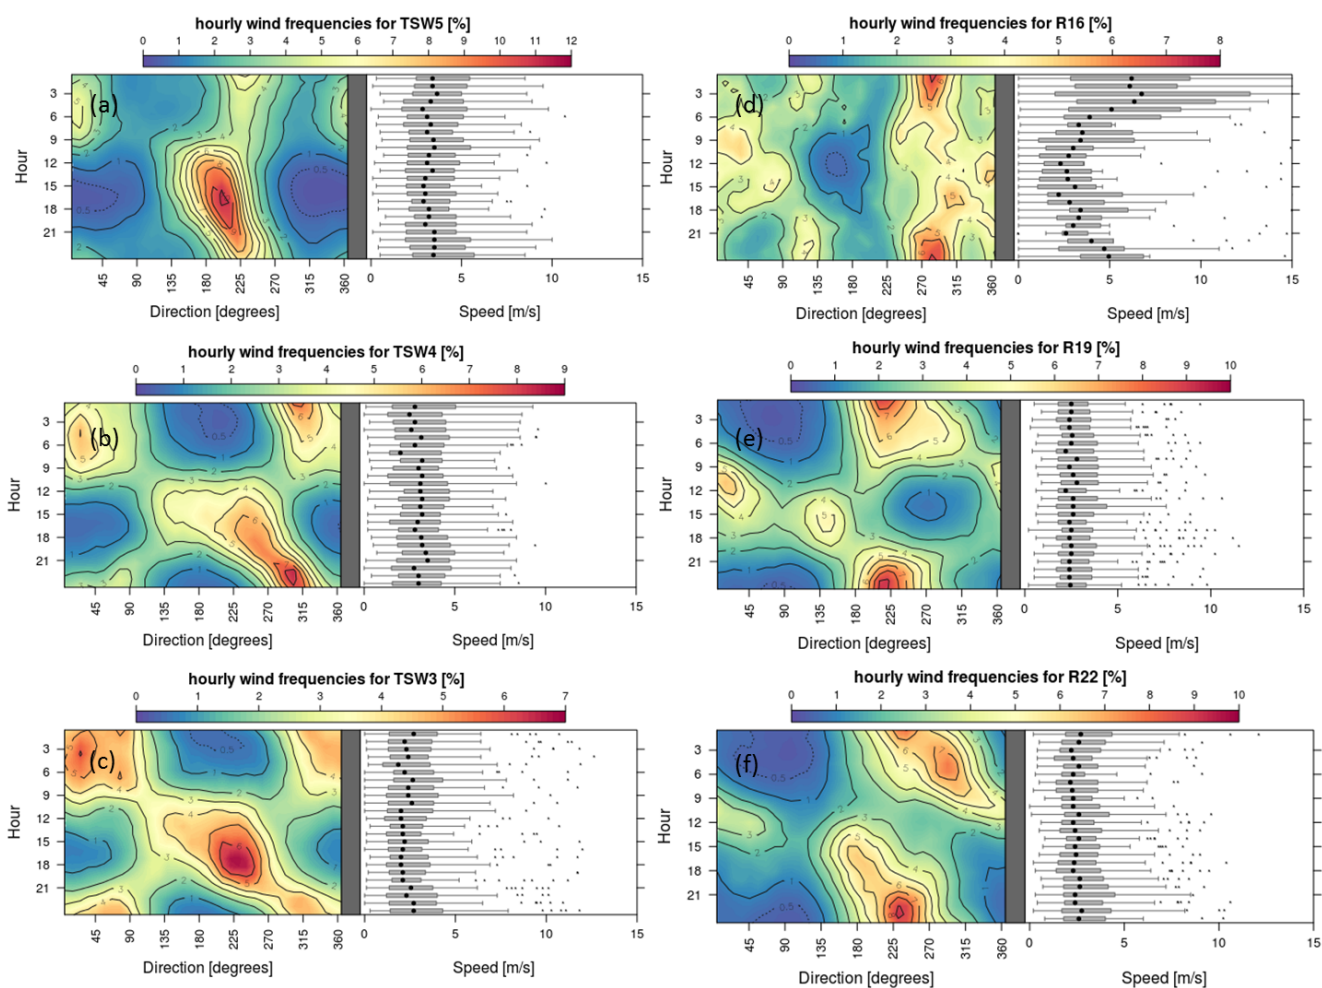 hourly wind frequencies for TSW5 [%]
0 1 2 3 4 5 6 7 8 9 10 11 12
(a)
Hour
3
6
9
12
15
18
21
45 90 135 180 225 270 315 360
0 5 10 15
Direction [degrees]
Speed [m/s]
hourly wind frequencies for R16 [%]
0 1 2 3 4 5 6 7 8
(d)
Hour
3
6
9
12
15
18
21
45 90 135 180 225 270 315 360
0 5 10 15
Direction [degrees]
Speed [m/s]
hourly wind frequencies for TSW4 [%]
0 1 2 3 4 5 6 7 8 9
(b)
Hour
3
6
9
12
15
18
21
45 90 135 180 225 270 315 360
0 5 10 15
Direction [degrees]
Speed [m/s]
hourly wind frequencies for R19 [%]
0 1 2 3 4 5 6 7 8 9 10
(e)
Hour
3
6
9
12
15
18
21
45 90 135 180 225 270 315 360
0 5 10 15
Direction [degrees]
Speed [m/s]
hourly wind frequencies for TSW3 [%]
0 1 2 3 4 5 6 7
(c)
Hour
3
6
9
12
15
18
21
45 90 135 180 225 270 315 360
0 5 10 15
Direction [degrees]
Speed [m/s]
hourly wind frequencies for R22 [%]
0 1 2 3 4 5 6 7 8 9 10
(f)
Hour
3
6
9
12
15
18
21
45 90 135 180 225 270 315 360
0 5 10 15
Direction [degrees]
Speed [m/s]